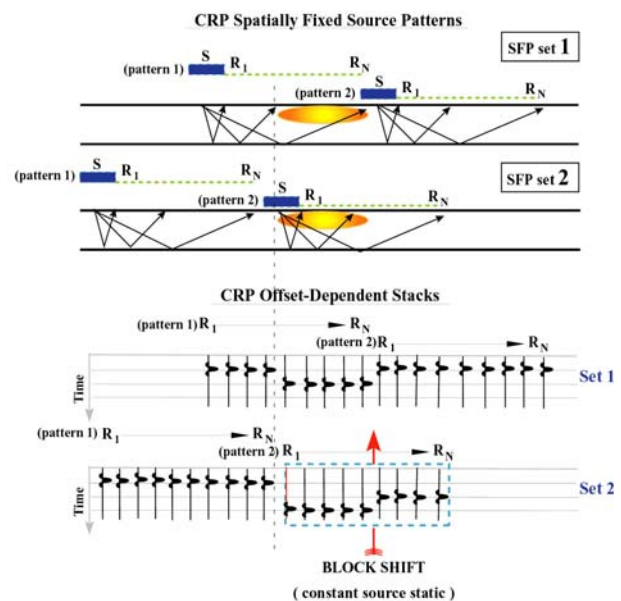 CRP Spatially Fixed Source Patterns
SFP set 1
S
(pattern 1)
R1
RN
S
(pattern 2)
R1
RN
SFP set 2
S
(pattern 1)
R1
RN
S
(pattern 2)
R1
RN
CRP Offset-Dependent Stacks
(pattern 1) R1
RN
(pattern 2) R1
RN
Time
Set 1
(pattern 1) R1
RN
(pattern 2) R1
RN
Time
Set 2
BLOCK SHIFT
( constant source static )